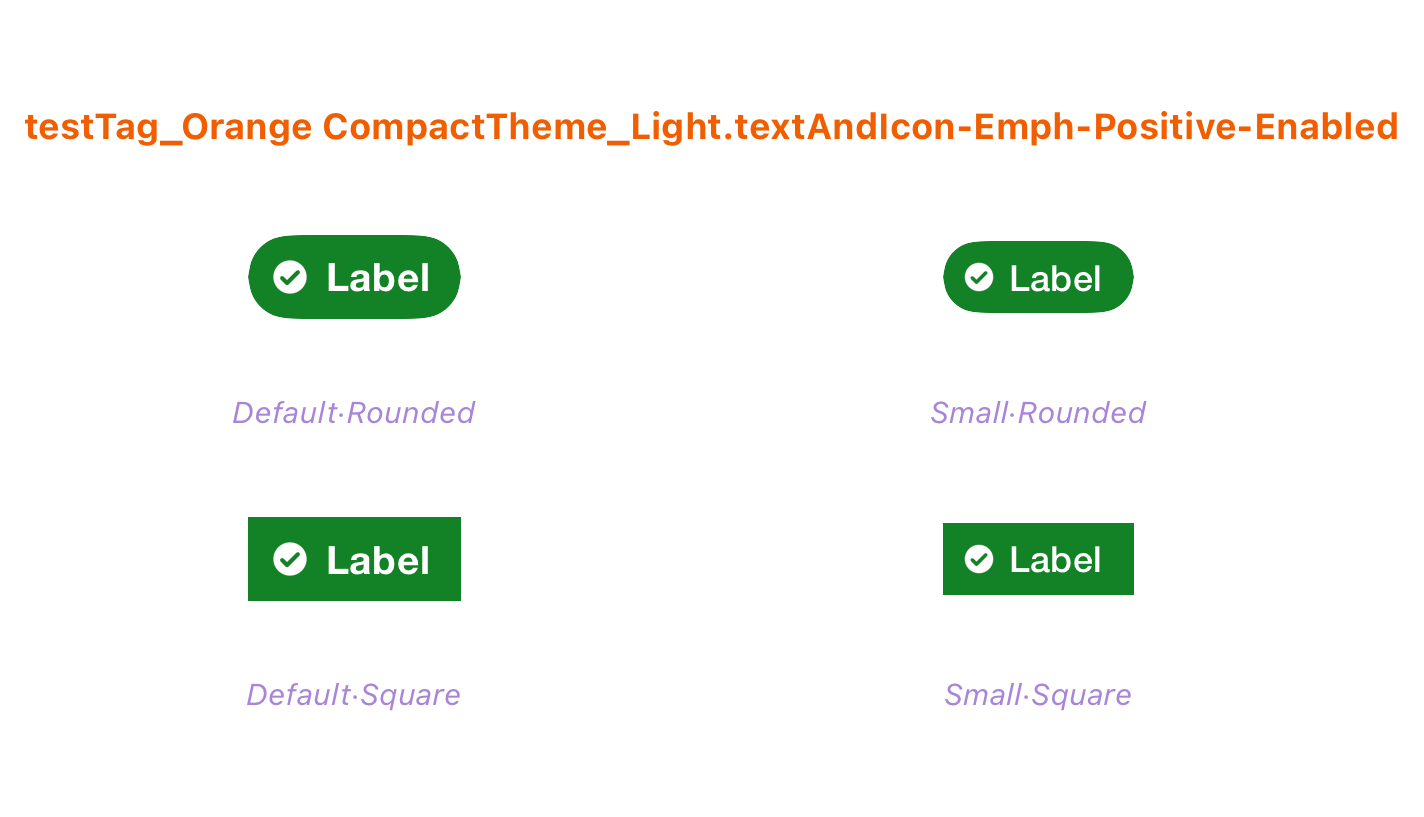 testTag_Orange CompactTheme_Light.textAndIcon-Emph-Positive-Enabled
Label
Label
Default·Rounded
Small·Rounded
Label
Label
Default·Square
Small·Square